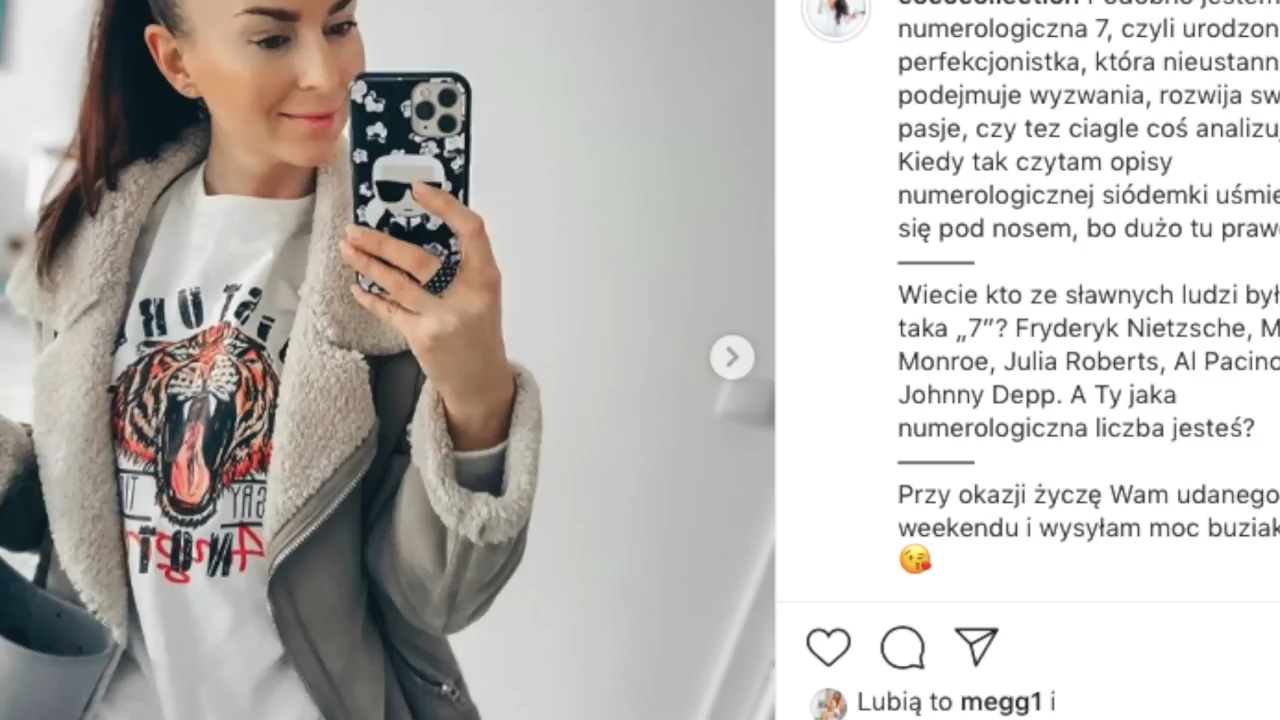 numerologiczna 7, czyli urodzon
perfekcjonistka, która nieustann
podejmuje wyzwania, rozwija sw
pasje, czy tez ciagle coś analizu
Kiedy tak czytam opisy
numerologicznej siódemki uśmie
się pod nosem, bo dużo tu praw
Wiecie kto ze sławnych ludzi był
taka „7”? Fryderyk Nietzsche, M
Monroe, Julia Roberts, Al Pacino
Johnny Depp. A Ty jaka
numerologiczna liczba jesteś?
Przy okazji życzę Wam udanego
weekendu i wysyłam moc buziak
Lubią to megg1 i